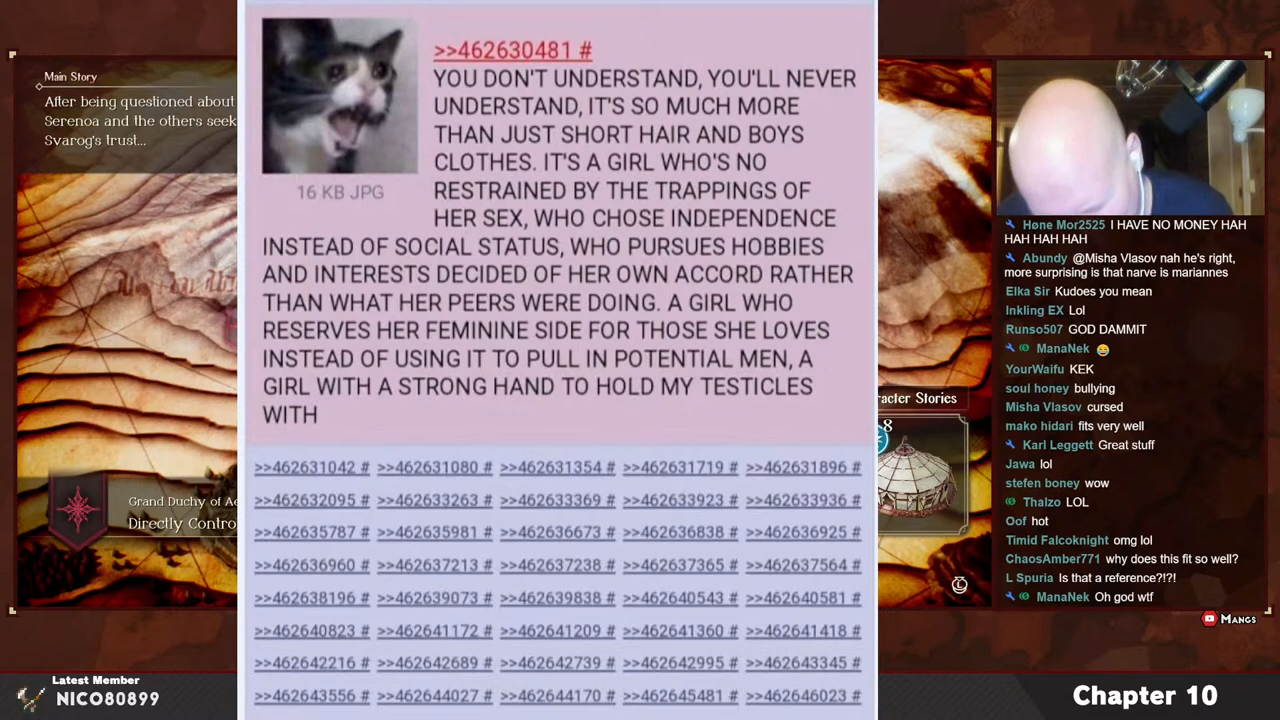 Main Story
After being questioned about
Serenoa and the others seek
Svarog's trust...
Grand Duchy of Ae
Directly Contro
>>462630481 #
YOU DON'T UNDERSTAND, YOU'LL NEVER
UNDERSTAND, IT'S SO MUCH MORE
THAN JUST SHORT HAIR AND BOYS
CLOTHES. IT'S A GIRL WHO'S NO
16 KB JPG
RESTRAINED BY THE TRAPPINGS OF
HER SEX, WHO CHOSE INDEPENDENCE
INSTEAD OF SOCIAL STATUS, WHO PURSUES HOBBIES
AND INTERESTS DECIDED OF HER OWN ACCORD RATHER
THAN WHAT HER PEERS WERE DOING. A GIRL WHO
RESERVES HER FEMININE SIDE FOR THOSE SHE LOVES
INSTEAD OF USING IT TO PULL IN POTENTIAL MEN, A
GIRL WITH A STRONG HAND TO HOLD MY TESTICLES
WITH
>>462631042 # >>462631080 # >>462631354 # >>462631719 # >>462631896 #
>>462632095 # >>462633263 # >>462633369 # >>462633923 # >>462633936 #
>>462635787 # >>462635981 # >>462636673 # >>462636838 # >>462636925 #
>>462636960 # >>462637213 # >>462637238 # >>462637365 # >>462637564 #
>>462638196 # >>462639073 # >>462639838 # >>462640543 # >>462640581 #
>>462640823 # >>462641172 # >>462641209 # >>462641360 # >>462641418 #
>>462642216 # >>462642689 # >>462642739 # >>462642995 # >>462643345 #
>>462643556 # >>462644027 # >>462644170 # >>462645481 # >>462646023 #
racter Stories
8
Høne Mor2525 I HAVE NO MONEY HAH
HAH HAH HAH
Abundy @Misha Vlasov nah he's right,
more surprising is that narve is mariannes
Elka Sir Kudoes you mean
Inkling EX Lol
Runso507 GOD DAMMIT
ManaNek 😂
YourWaifu KEK
soul honey bullying
Misha Vlasov cursed
mako hidari fits very well
Karl Leggett Great stuff
Jawa lol
stefen boney wow
Thalzo LOL
Oof hot
Timid Falcoknight omg lol
ChaosAmber771 why does this fit so well?
L Spuria Is that a reference?!?!
ManaNek Oh god wtf
MANGS
Latest Member
NICO80899
Chapter 10